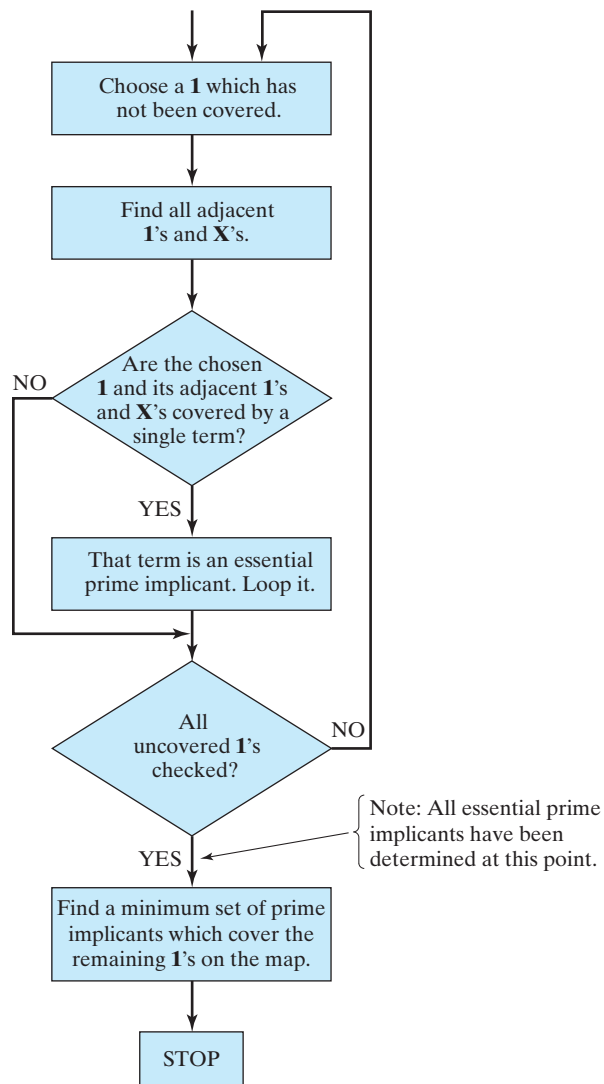 Choose a 1 which has
not been covered.
Find all adjacent
1's and X's.
Are the chosen
1 and its adjacent 1's
and X's covered by a
single term?
NO
YES
That term is an essential
prime implicant. Loop it.
All
uncovered 1's
checked?
NO
Note: All essential prime
implicants have been
determined at this point.
YES
Find a minimum set of prime
implicants which cover the
remaining 1's on the map.
STOP